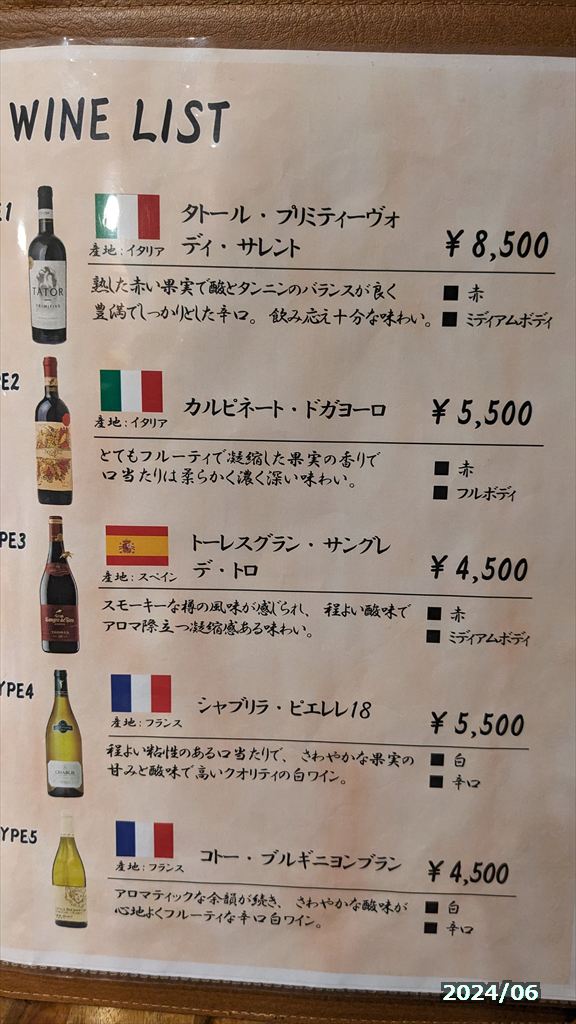 WINE LIST
タトール・プリミティーヴォ
ディ・サレント
産地:イタリア
¥8,500
熟した赤い果実で酸とタンニンのバランスが良く
豊満でしっかりとした辛口。飲み応え十分な味わい。
■ 赤
■ ミディアムボディ
TATOR
PE2
カルピネート・ドガヨーロ
産地:イタリア
¥5,500
とてもフルーティで凝縮した果実の香りで
口当たりは柔らかく濃く深い味わい。
■ 赤
■ フルボディ
PE3
トーレスグラン・サングレ
デ・トロ
産地:スペイン
¥4,500
スモーキーな樽の風味が感じられ、程よい酸味で
アロマ際立つ凝縮感ある味わい。
■ 赤
■ ミディアムボディ
YPE4
シャブリラ・ピエレレ18
産地:フランス
¥5,500
程よい粘性のある口当たりで、さわやかな果実の
甘みと酸味で高いクオリティの白ワイン。
■ 白
■ 辛口
CHABLIS
YPE5
コトー・ブルギニヨンブラン
産地:フランス
¥4,500
アロマティックな余韻が続き、さわやかな酸味が
心地よくフルーティな辛口白ワイン。
■ 白
■ 辛口
2024/06